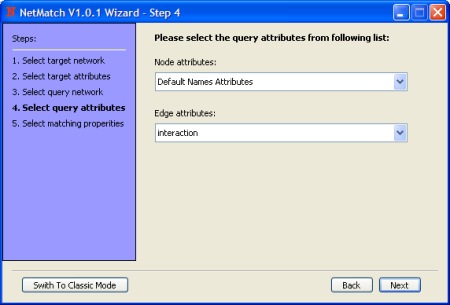 NetMatch V1.0.1 Wizard - Step 4
Steps:
1. Select target network
2. Select target attributes
3. Select query network
4. Select query attributes
5. Select matching properities
Please select the query attributes from following list:
Node attributes:
Default Names Attributes
Edge attributes:
interaction
Swith To Classic Mode
Back
Next